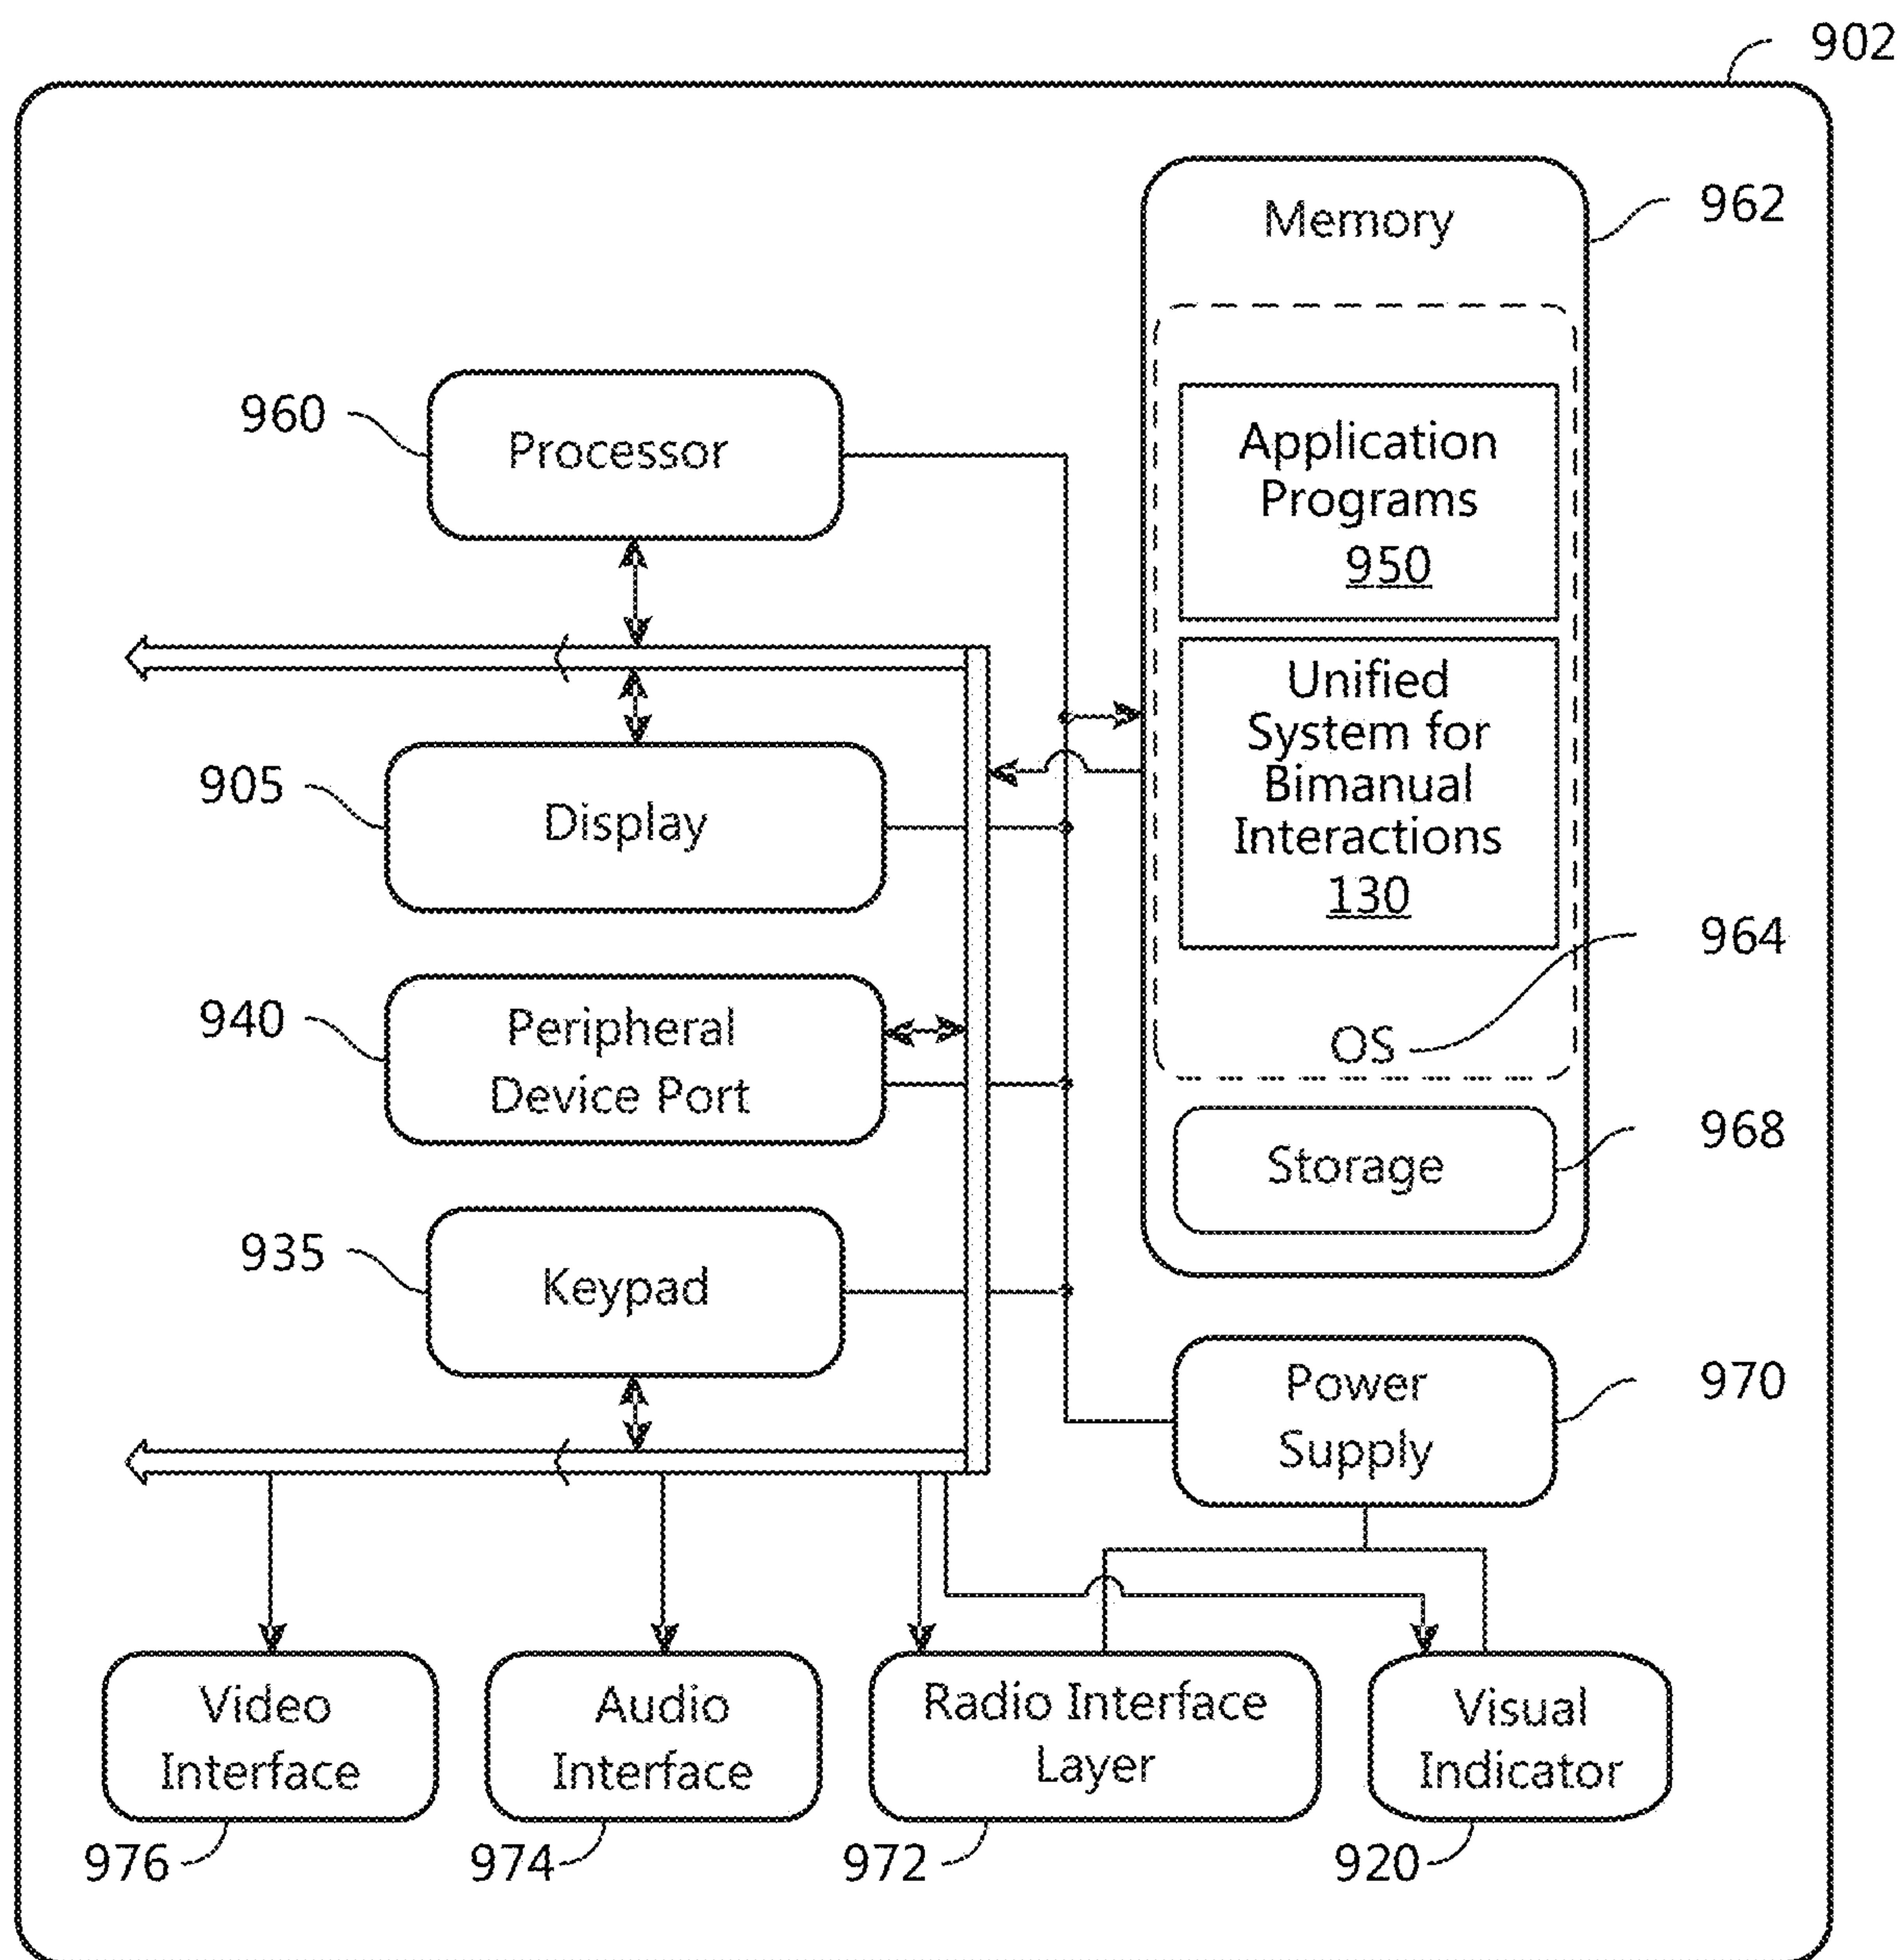 902
Memory
962
960
Processor
Application
Programs
950
Unified
System for
Bimanual
Interactions
130
905
Display
964
940
Peripheral
Device Port
OS
968
Storage
935
Keypad
Power
Supply
970
Video
Interface
Audio
Interface
Radio Interface
Layer
Visual
Indicator
976
974
972
920